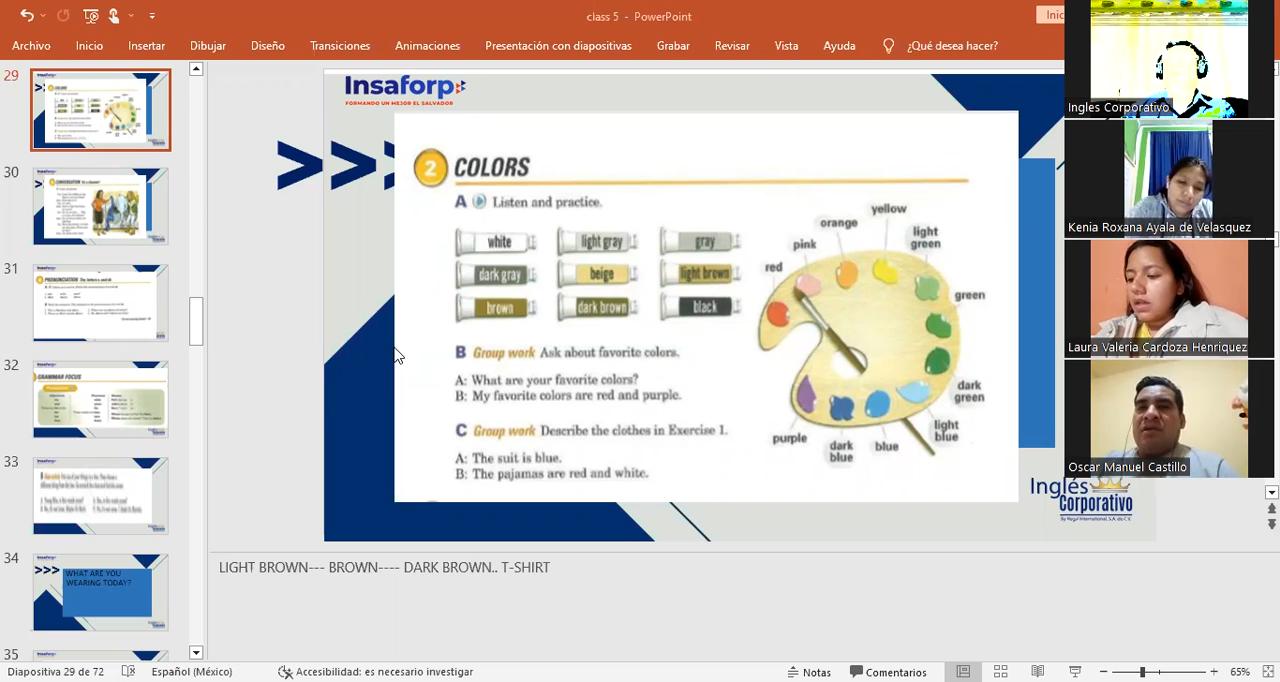 class 5 - PowerPoint
Inic
Archivo Inicio Insertar Dibujar Diseño Transiciones Animaciones Presentación con diapositivas Grabar Revisar Vista Ayuda ¿Qué desea hacer?
29
30
31
32
33
34
WHAT ARE YOU
WEARING TODAY?
35
Insaforp
FORMANDO UN MEJOR EL SALVADOR
>>>
2 COLORS
A Listen and practice.
white light gray gray
dark gray beige light brown
brown dark brown black
B Group work Ask about favorite colors.
A: What are your favorite colors?
B: My favorite colors are red and purple.
C Group work Describe the clothes in Exercise 1.
A: The suit is blue.
B: The pajamas are red and white.
red
pink
orange
yellow
light
green
green
dark
green
light
blue
blue
dark
blue
purple
Inglés
Corporativo
Ingles Corporativo
Kenia Roxana Ayala de Velasquez
Laura Valeria Cardoza Henriquez
Oscar Manuel Castillo
LIGHT BROWN--- BROWN---- DARK BROWN.. T-SHIRT
Diapositiva 29 de 72 Español (México) Accesibilidad: es necesario investigar Notas Comentarios 65%